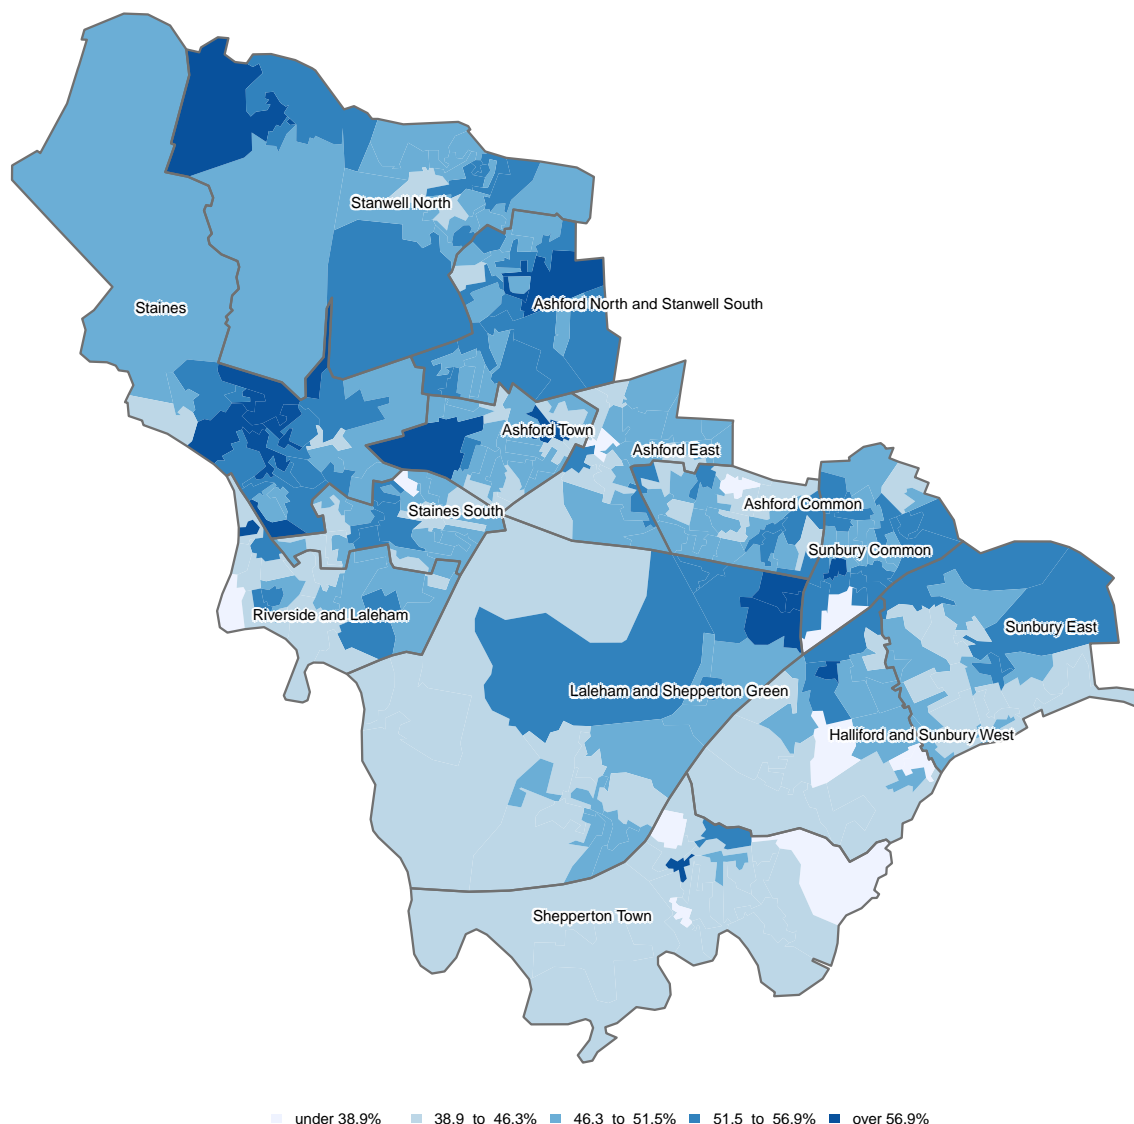 Stanwell North
Staines
Ashford North and Stanwell South
Ashford Town
Ashford East
Staines South
Ashford Common
Sunbury Common
Riverside and Laleham
Sunbury East
Laleham and Shepperton Green
Halliford and Sunbury West
Shepperton Town
under 38.9% 38.9 to 46.3% 46.3 to 51.5% 51.5 to 56.9% over 56.9%